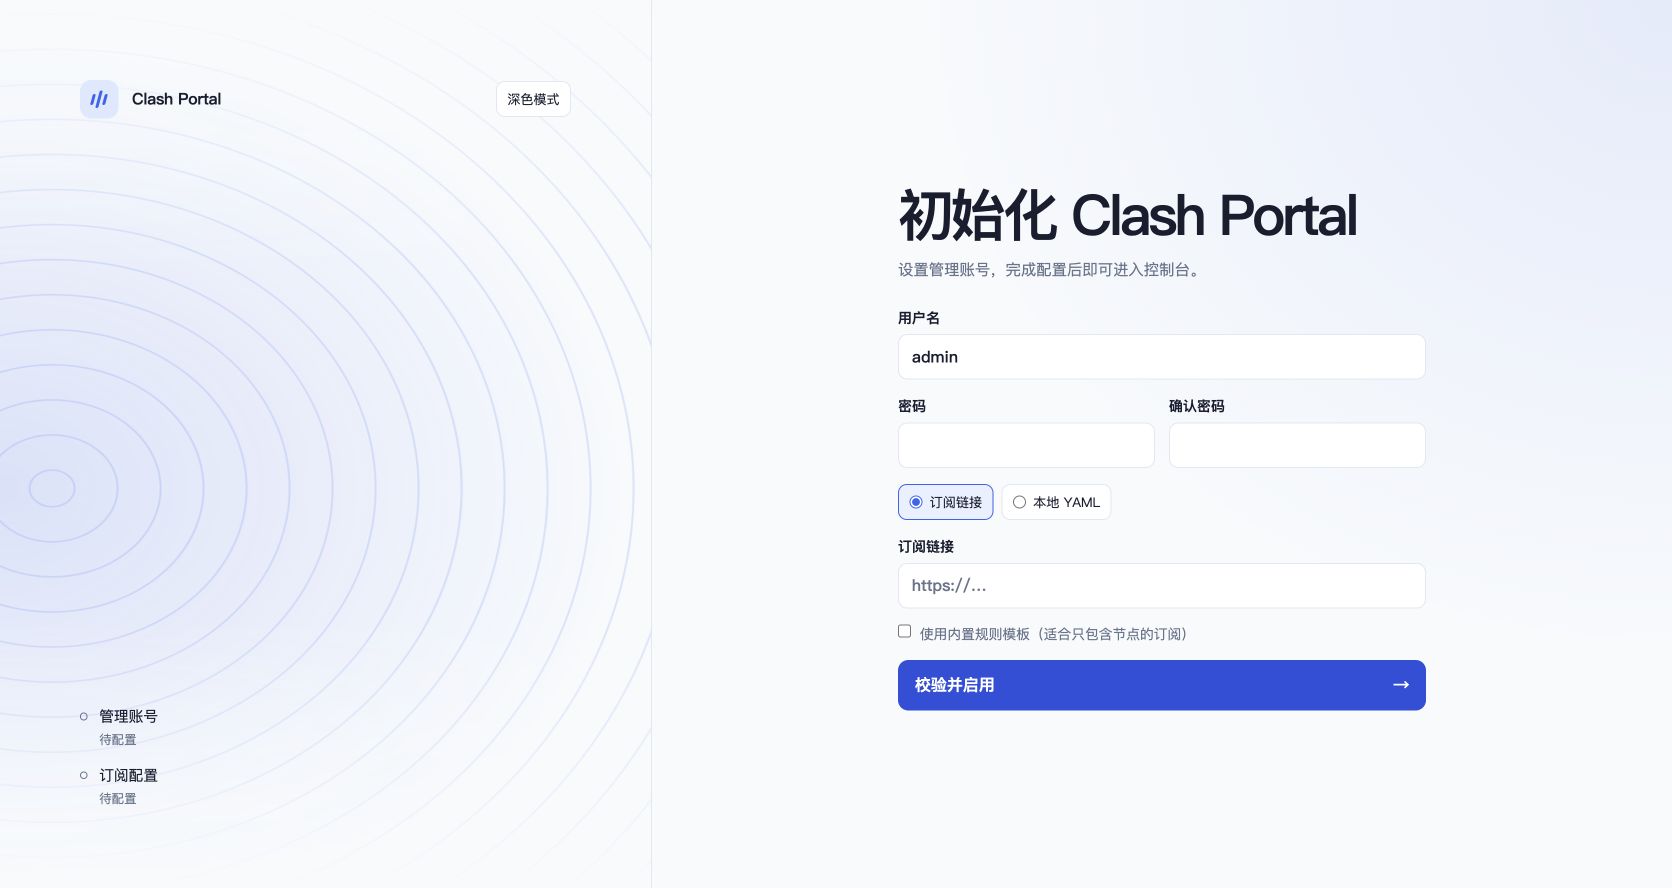 Clash Portal
深色模式
管理账号
待配置
订阅配置
待配置
初始化 Clash Portal
设置管理账号，完成配置后即可进入控制台。
用户名
admin
密码
确认密码
订阅链接
本地 YAML
订阅链接
https://...
使用内置规则模板（适合只包含节点的订阅）
校验并启用 →